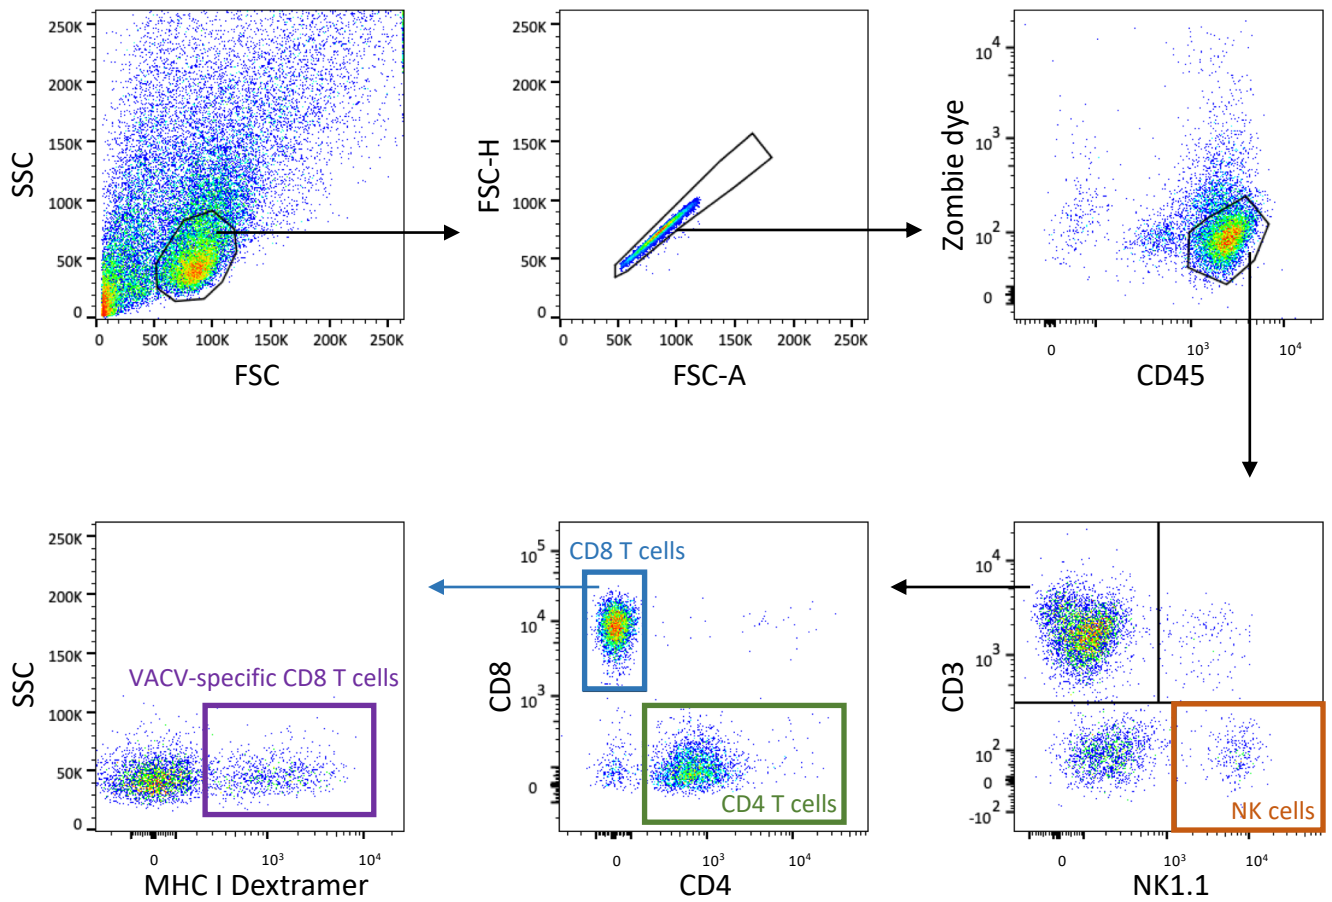 SSC
250K
200K
150K
100K
50K
0
0 50K 100K 150K 200K 250K
FSC
FSC-H
250K
200K
150K
100K
50K
0
0 50K 100K 150K 200K 250K
FSC-A
Zombie dye
10^4
10^3
10^2
0
0 10^3 10^4
CD45
SSC
250K
200K
150K
100K
50K
0
VACV-specific CD8 T cells
0 10^3 10^4
MHC I Dextramer
CD8
10^5
10^4
10^3
0
CD8 T cells
CD4 T cells
0 10^3 10^4
CD4
CD3
10^4
10^3
10^2
0
-10^2
NK cells
0 10^3 10^4
NK1.1